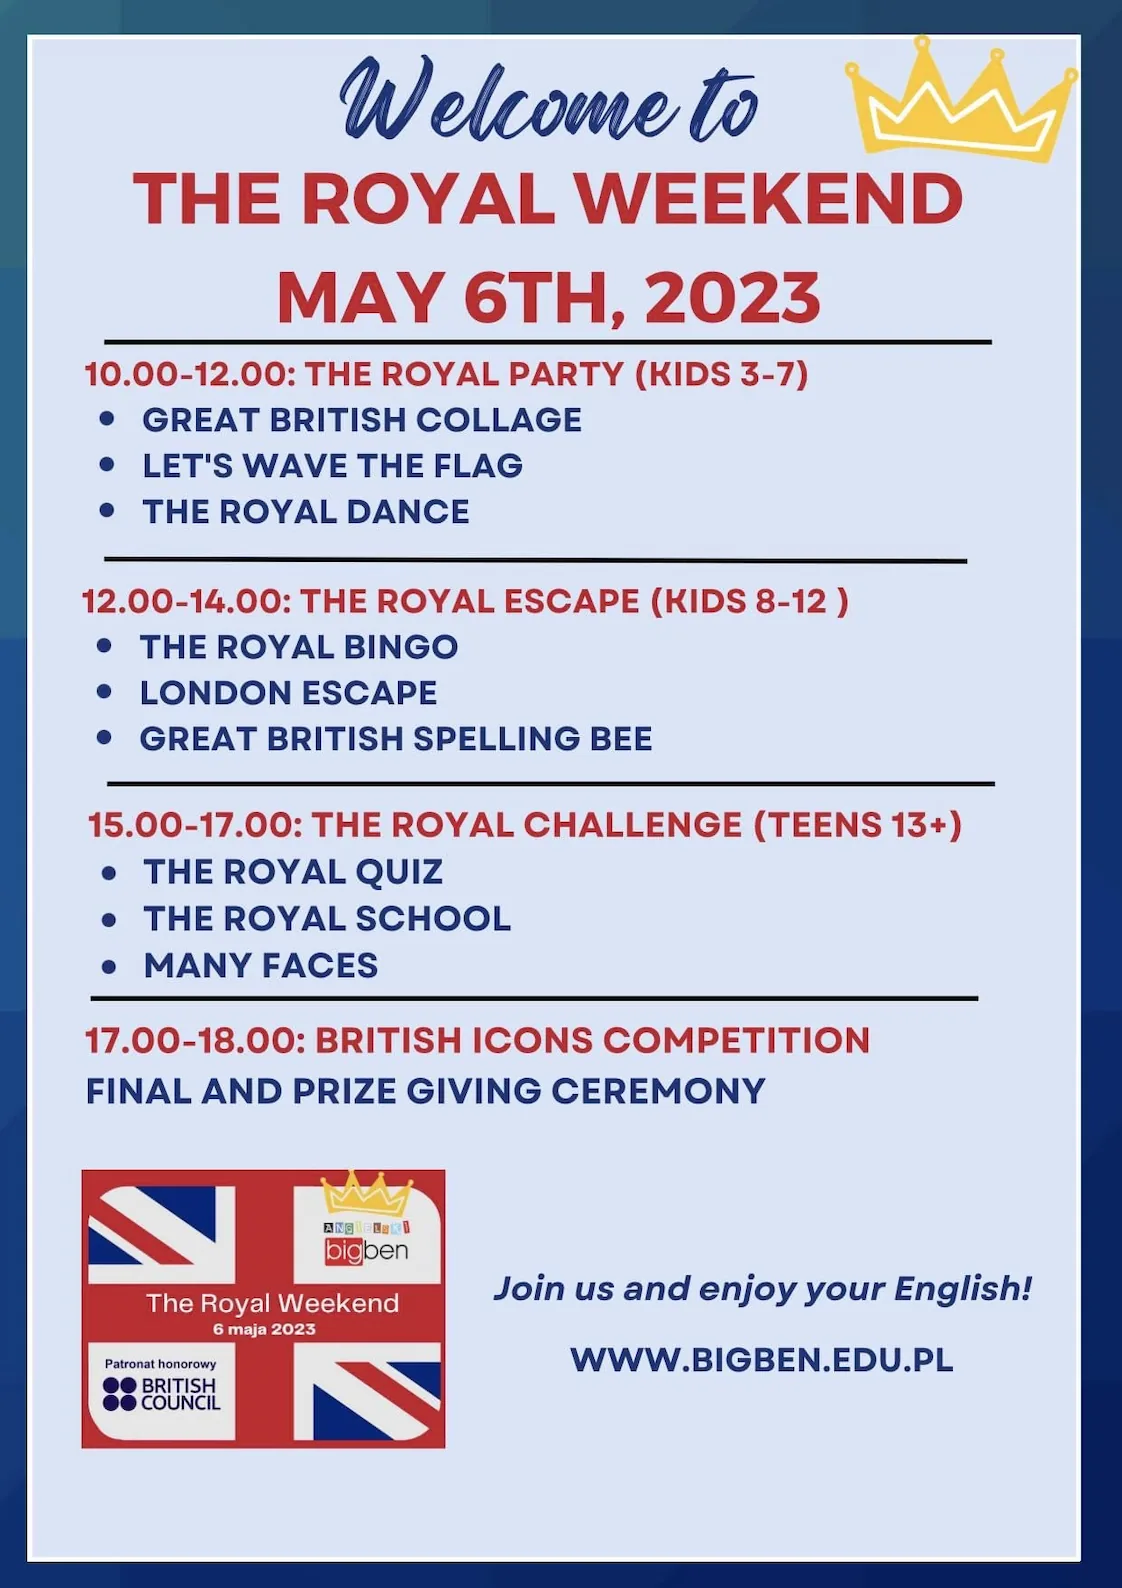 Welcome to
THE ROYAL WEEKEND
MAY 6TH, 2023
10.00-12.00: THE ROYAL PARTY (KIDS 3-7)
• GREAT BRITISH COLLAGE
• LET'S WAVE THE FLAG
• THE ROYAL DANCE
12.00-14.00: THE ROYAL ESCAPE (KIDS 8-12 )
• THE ROYAL BINGO
• LONDON ESCAPE
• GREAT BRITISH SPELLING BEE
15.00-17.00: THE ROYAL CHALLENGE (TEENS 13+)
• THE ROYAL QUIZ
• THE ROYAL SCHOOL
• MANY FACES
17.00-18.00: BRITISH ICONS COMPETITION
FINAL AND PRIZE GIVING CEREMONY
ANGIELSKI
bigben
The Royal Weekend
6 maja 2023
Patronat honorowy
BRITISH
COUNCIL
Join us and enjoy your English!
WWW.BIGBEN.EDU.PL